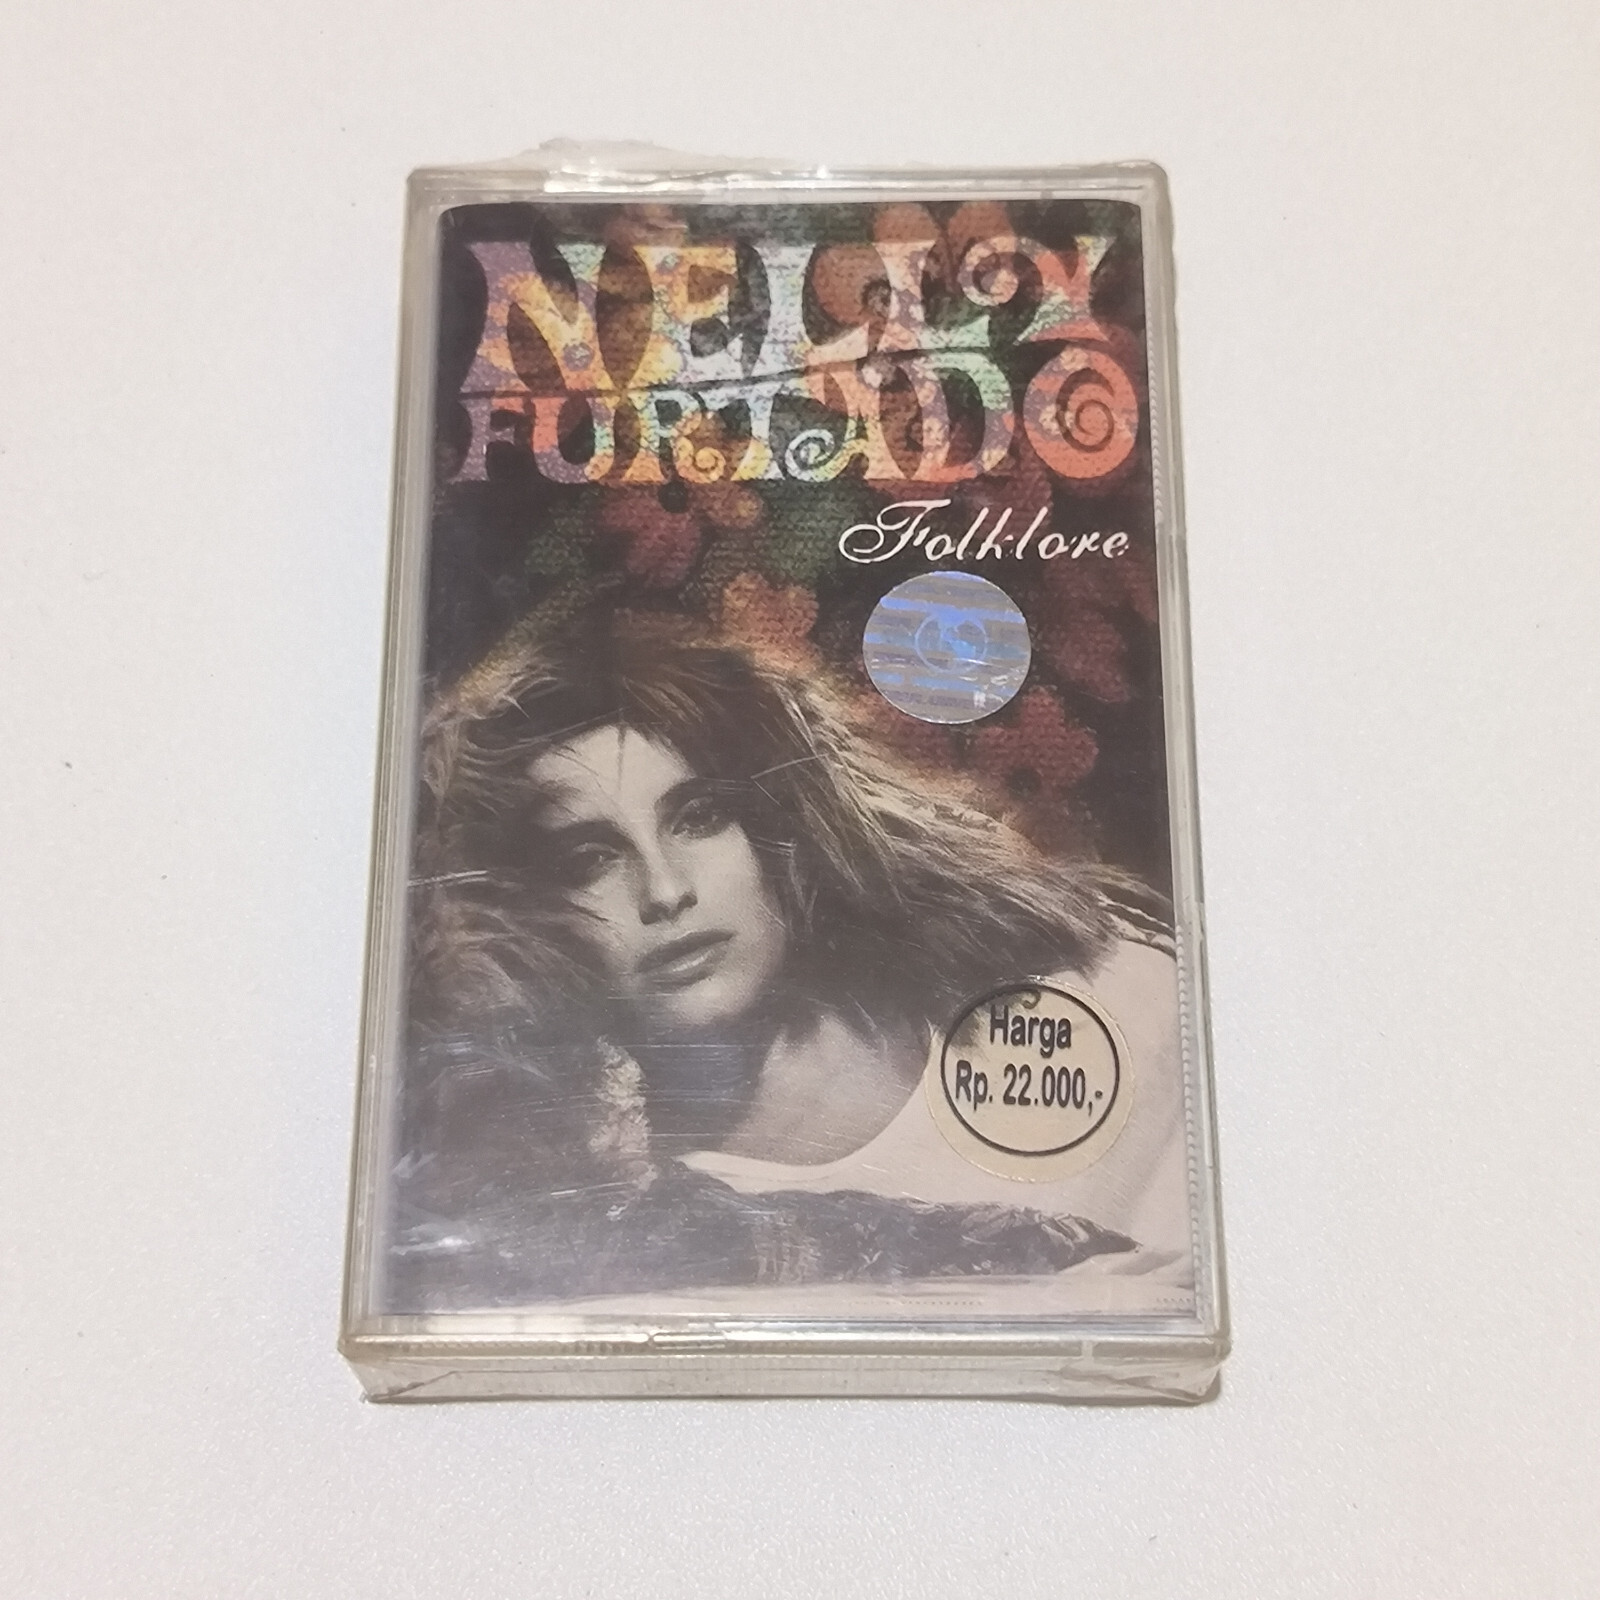 NELLY
FURTADO
Folklore
Harga
Rp. 22.000,-